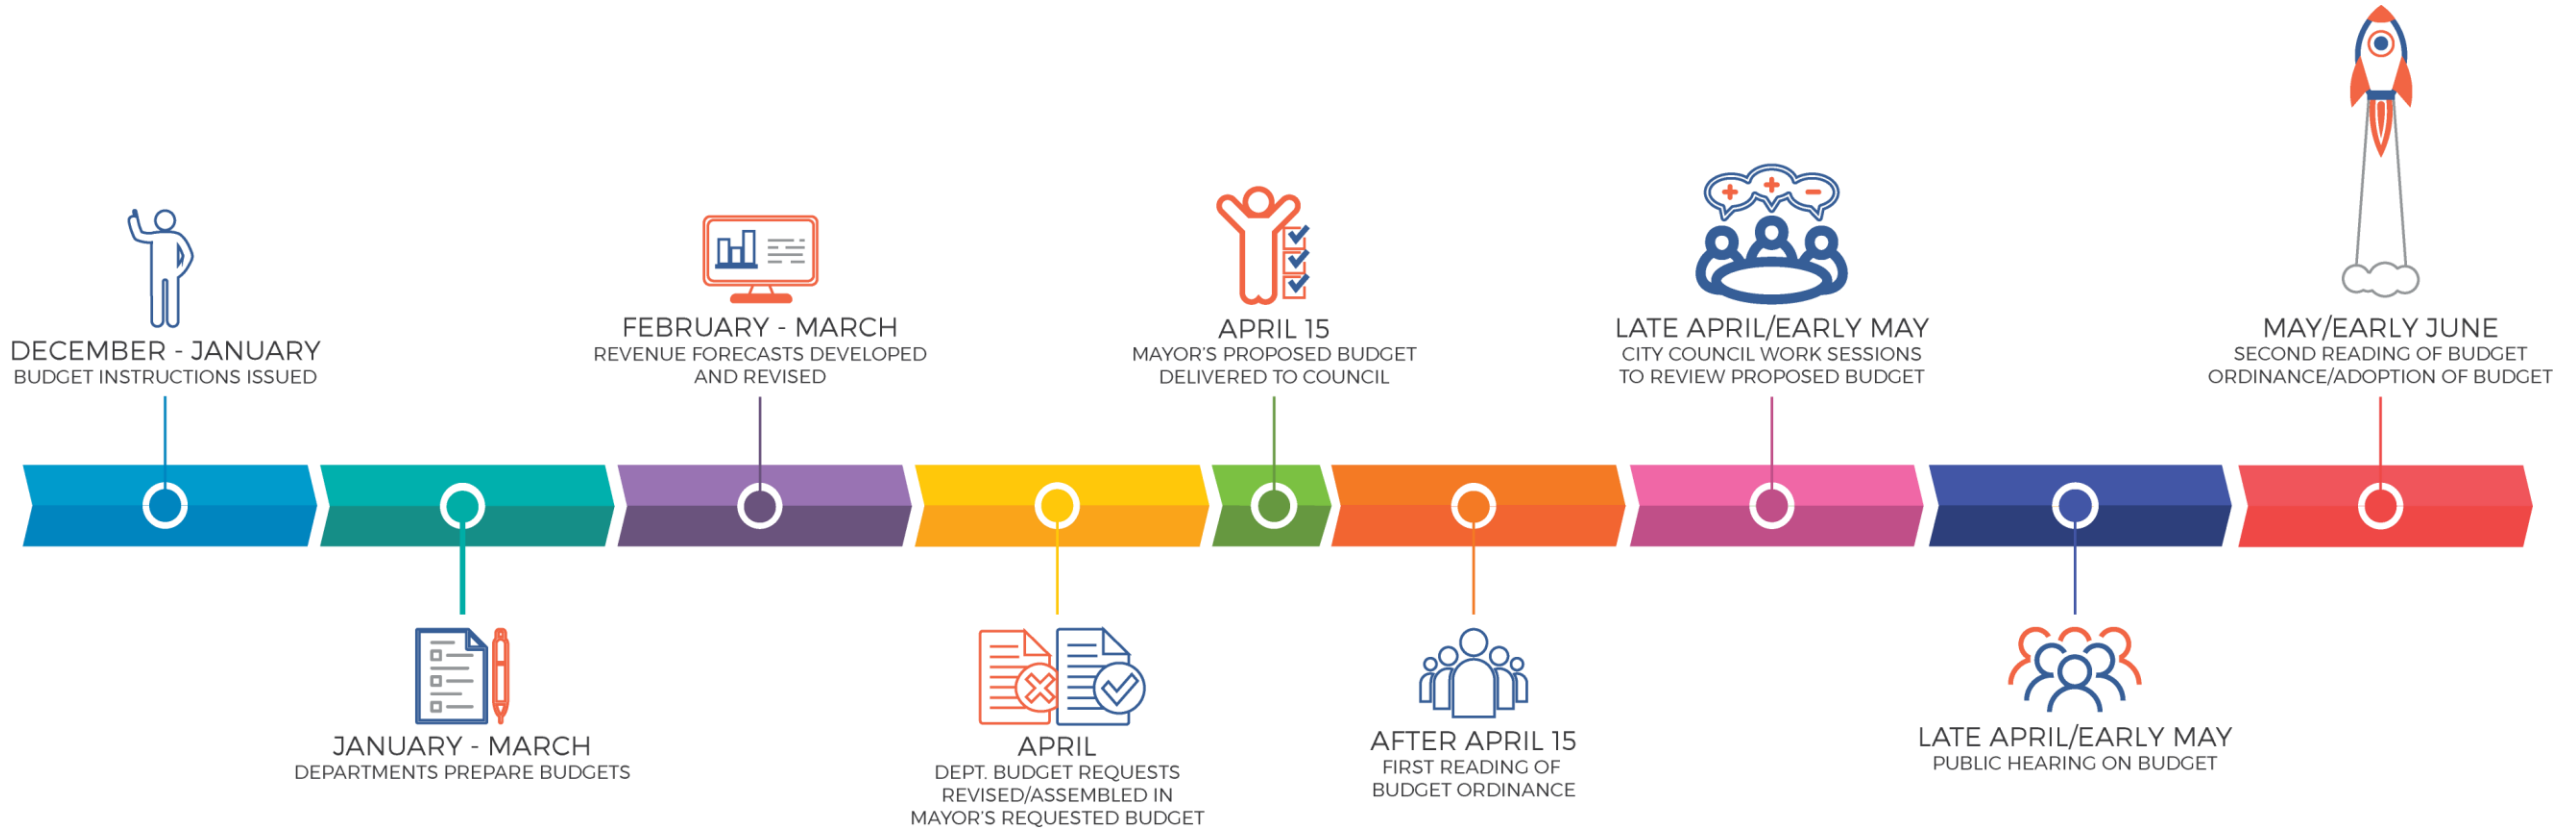 DECEMBER - JANUARY
BUDGET INSTRUCTIONS ISSUED
JANUARY - MARCH
DEPARTMENTS PREPARE BUDGETS
FEBRUARY - MARCH
REVENUE FORECASTS DEVELOPED
AND REVISED
APRIL
DEPT. BUDGET REQUESTS
REVISED/ASSEMBLED IN
MAYOR'S REQUESTED BUDGET
APRIL 15
MAYOR'S PROPOSED BUDGET
DELIVERED TO COUNCIL
AFTER APRIL 15
FIRST READING OF
BUDGET ORDINANCE
LATE APRIL/EARLY MAY
CITY COUNCIL WORK SESSIONS
TO REVIEW PROPOSED BUDGET
LATE APRIL/EARLY MAY
PUBLIC HEARING ON BUDGET
MAY/EARLY JUNE
SECOND READING OF BUDGET
ORDINANCE/ADOPTION OF BUDGET